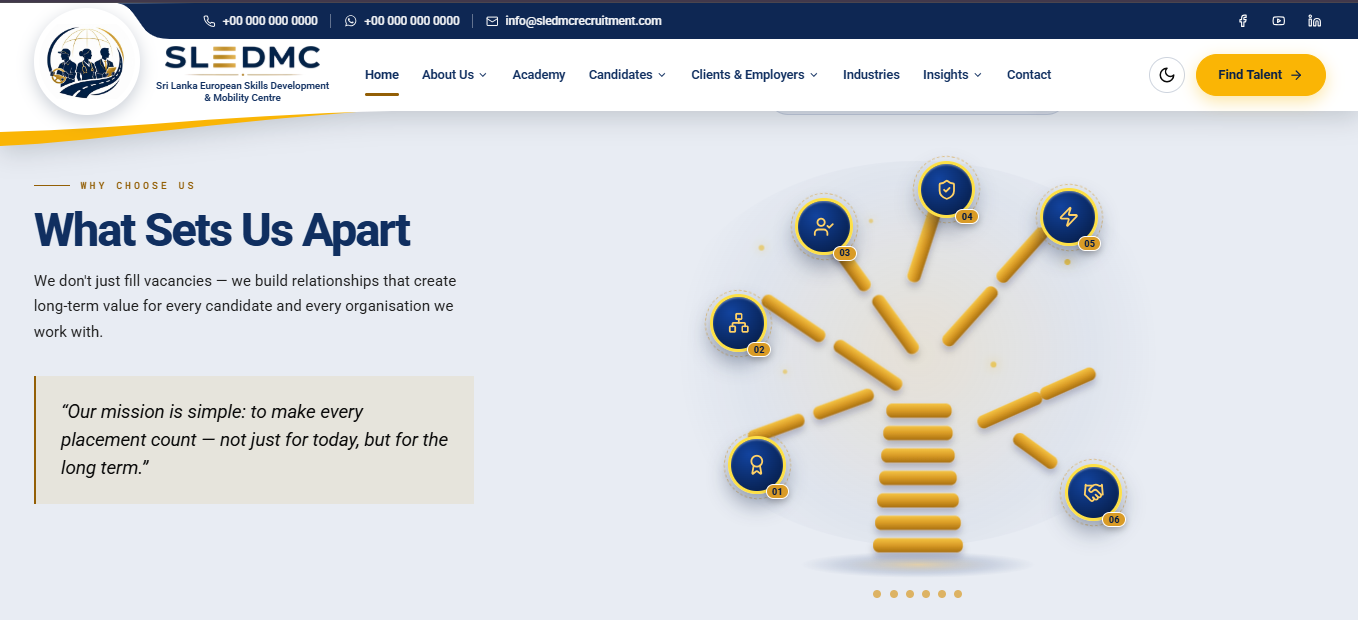 +00 000 000 0000
+00 000 000 0000
info@sledmcrecruitment.com
SLEDMC
Sri Lanka European Skills Development
& Mobility Centre
Home
About Us
Academy
Candidates
Clients & Employers
Industries
Insights
Contact
Find Talent
WHY CHOOSE US
What Sets Us Apart
We don't just fill vacancies — we build relationships that create
long-term value for every candidate and every organisation we
work with.
“Our mission is simple: to make every
placement count — not just for today, but for the
long term.”
04
05
03
02
01
06